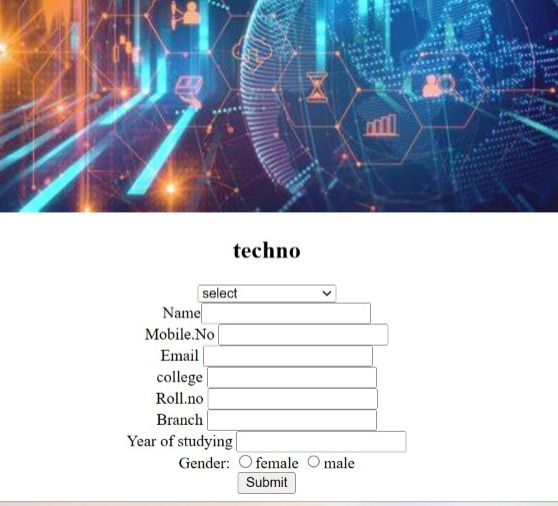 techno
select
Name
Mobile.No
Email
college
Roll.no
Branch
Year of studying
Gender: female male
Submit